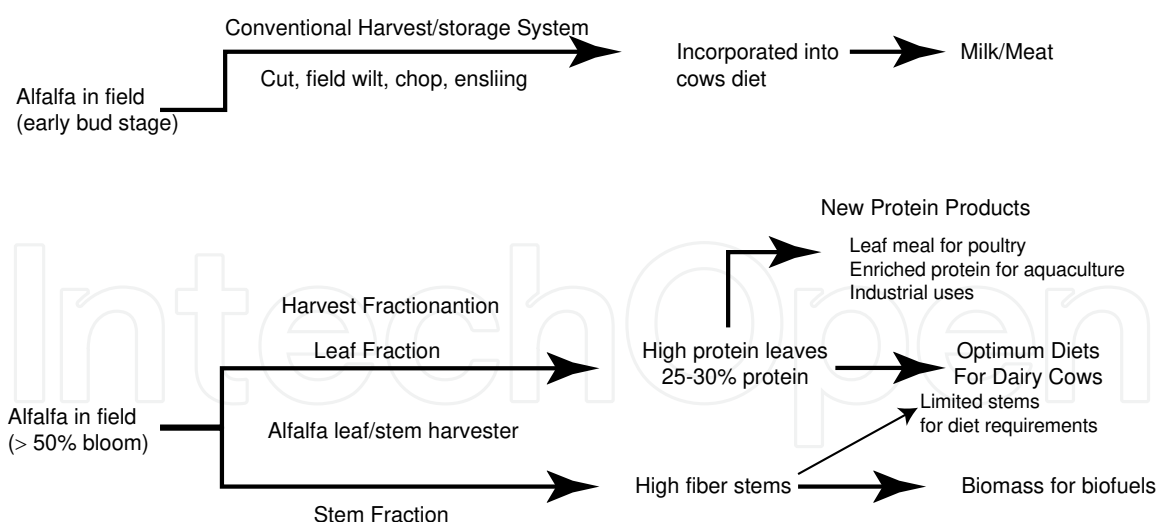 Conventional Harvest/storage System
Cut, field wilt, chop, ensliing
Incorporated into
cows diet
Milk/Meat
Alfalfa in field
(early bud stage)
New Protein Products
Leaf meal for poultry
Enriched protein for aquaculture
Industrial uses
IntechOpen
Harvest Fractionantion
Leaf Fraction
High protein leaves
25-30% protein
Optimum Diets
For Dairy Cows
Limited stems
for diet requirements
Alfalfa in field
(> 50% bloom)
Alfalfa leaf/stem harvester
High fiber stems
Biomass for biofuels
Stem Fraction